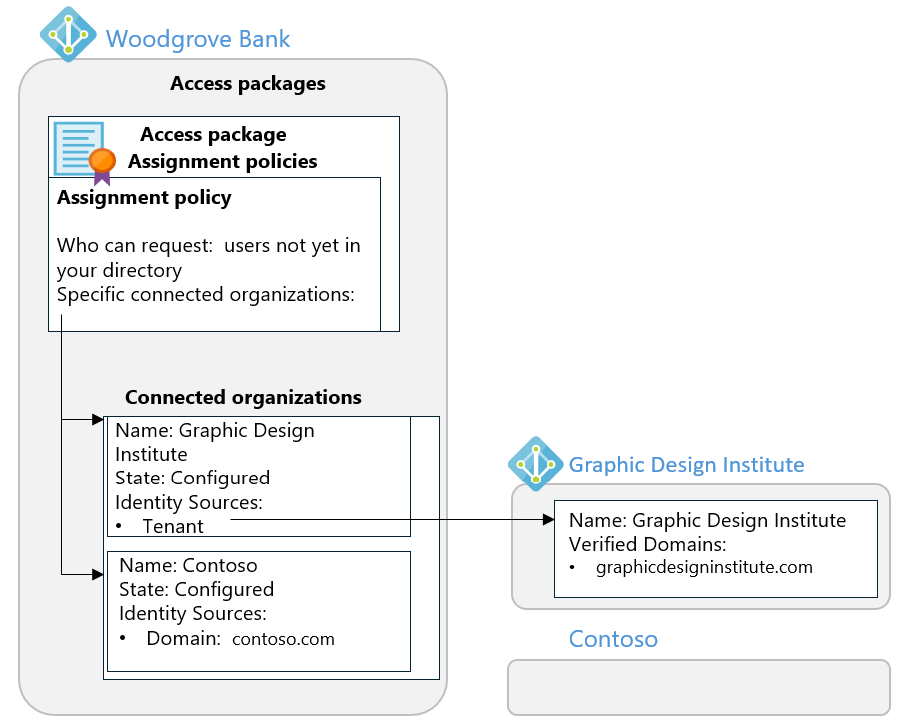 Woodgrove Bank
Access packages
Access package
Assignment policies
Assignment policy
Who can request: users not yet in
your directory
Specific connected organizations:
Connected organizations
Name: Graphic Design
Institute
State: Configured
Identity Sources:
• Tenant
Name: Contoso
State: Configured
Identity Sources:
• Domain: contoso.com
Graphic Design Institute
Name: Graphic Design Institute
Verified Domains:
• graphicdesigninstitute.com
Contoso